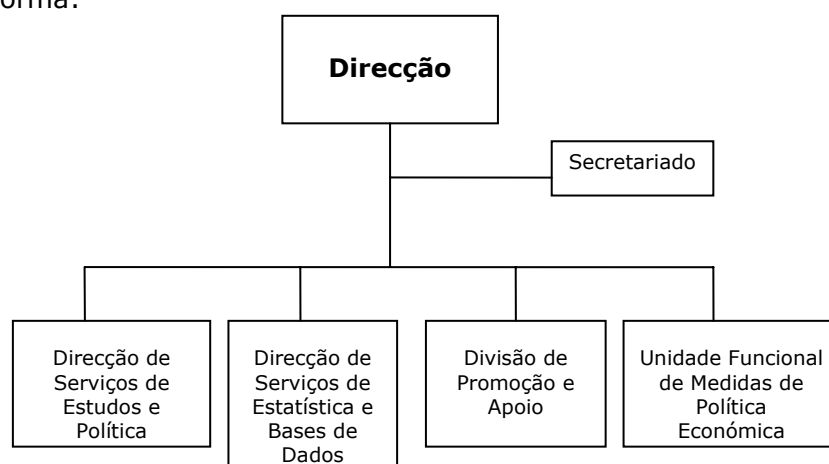 orma:
Direcção
Secretariado
Direcção de
Serviços de
Estudos e
Política
Direcção de
Serviços de
Estatística e
Bases de
Dados
Divisão de
Promoção e
Apoio
Unidade Funcional
de Medidas de
Política
Económica